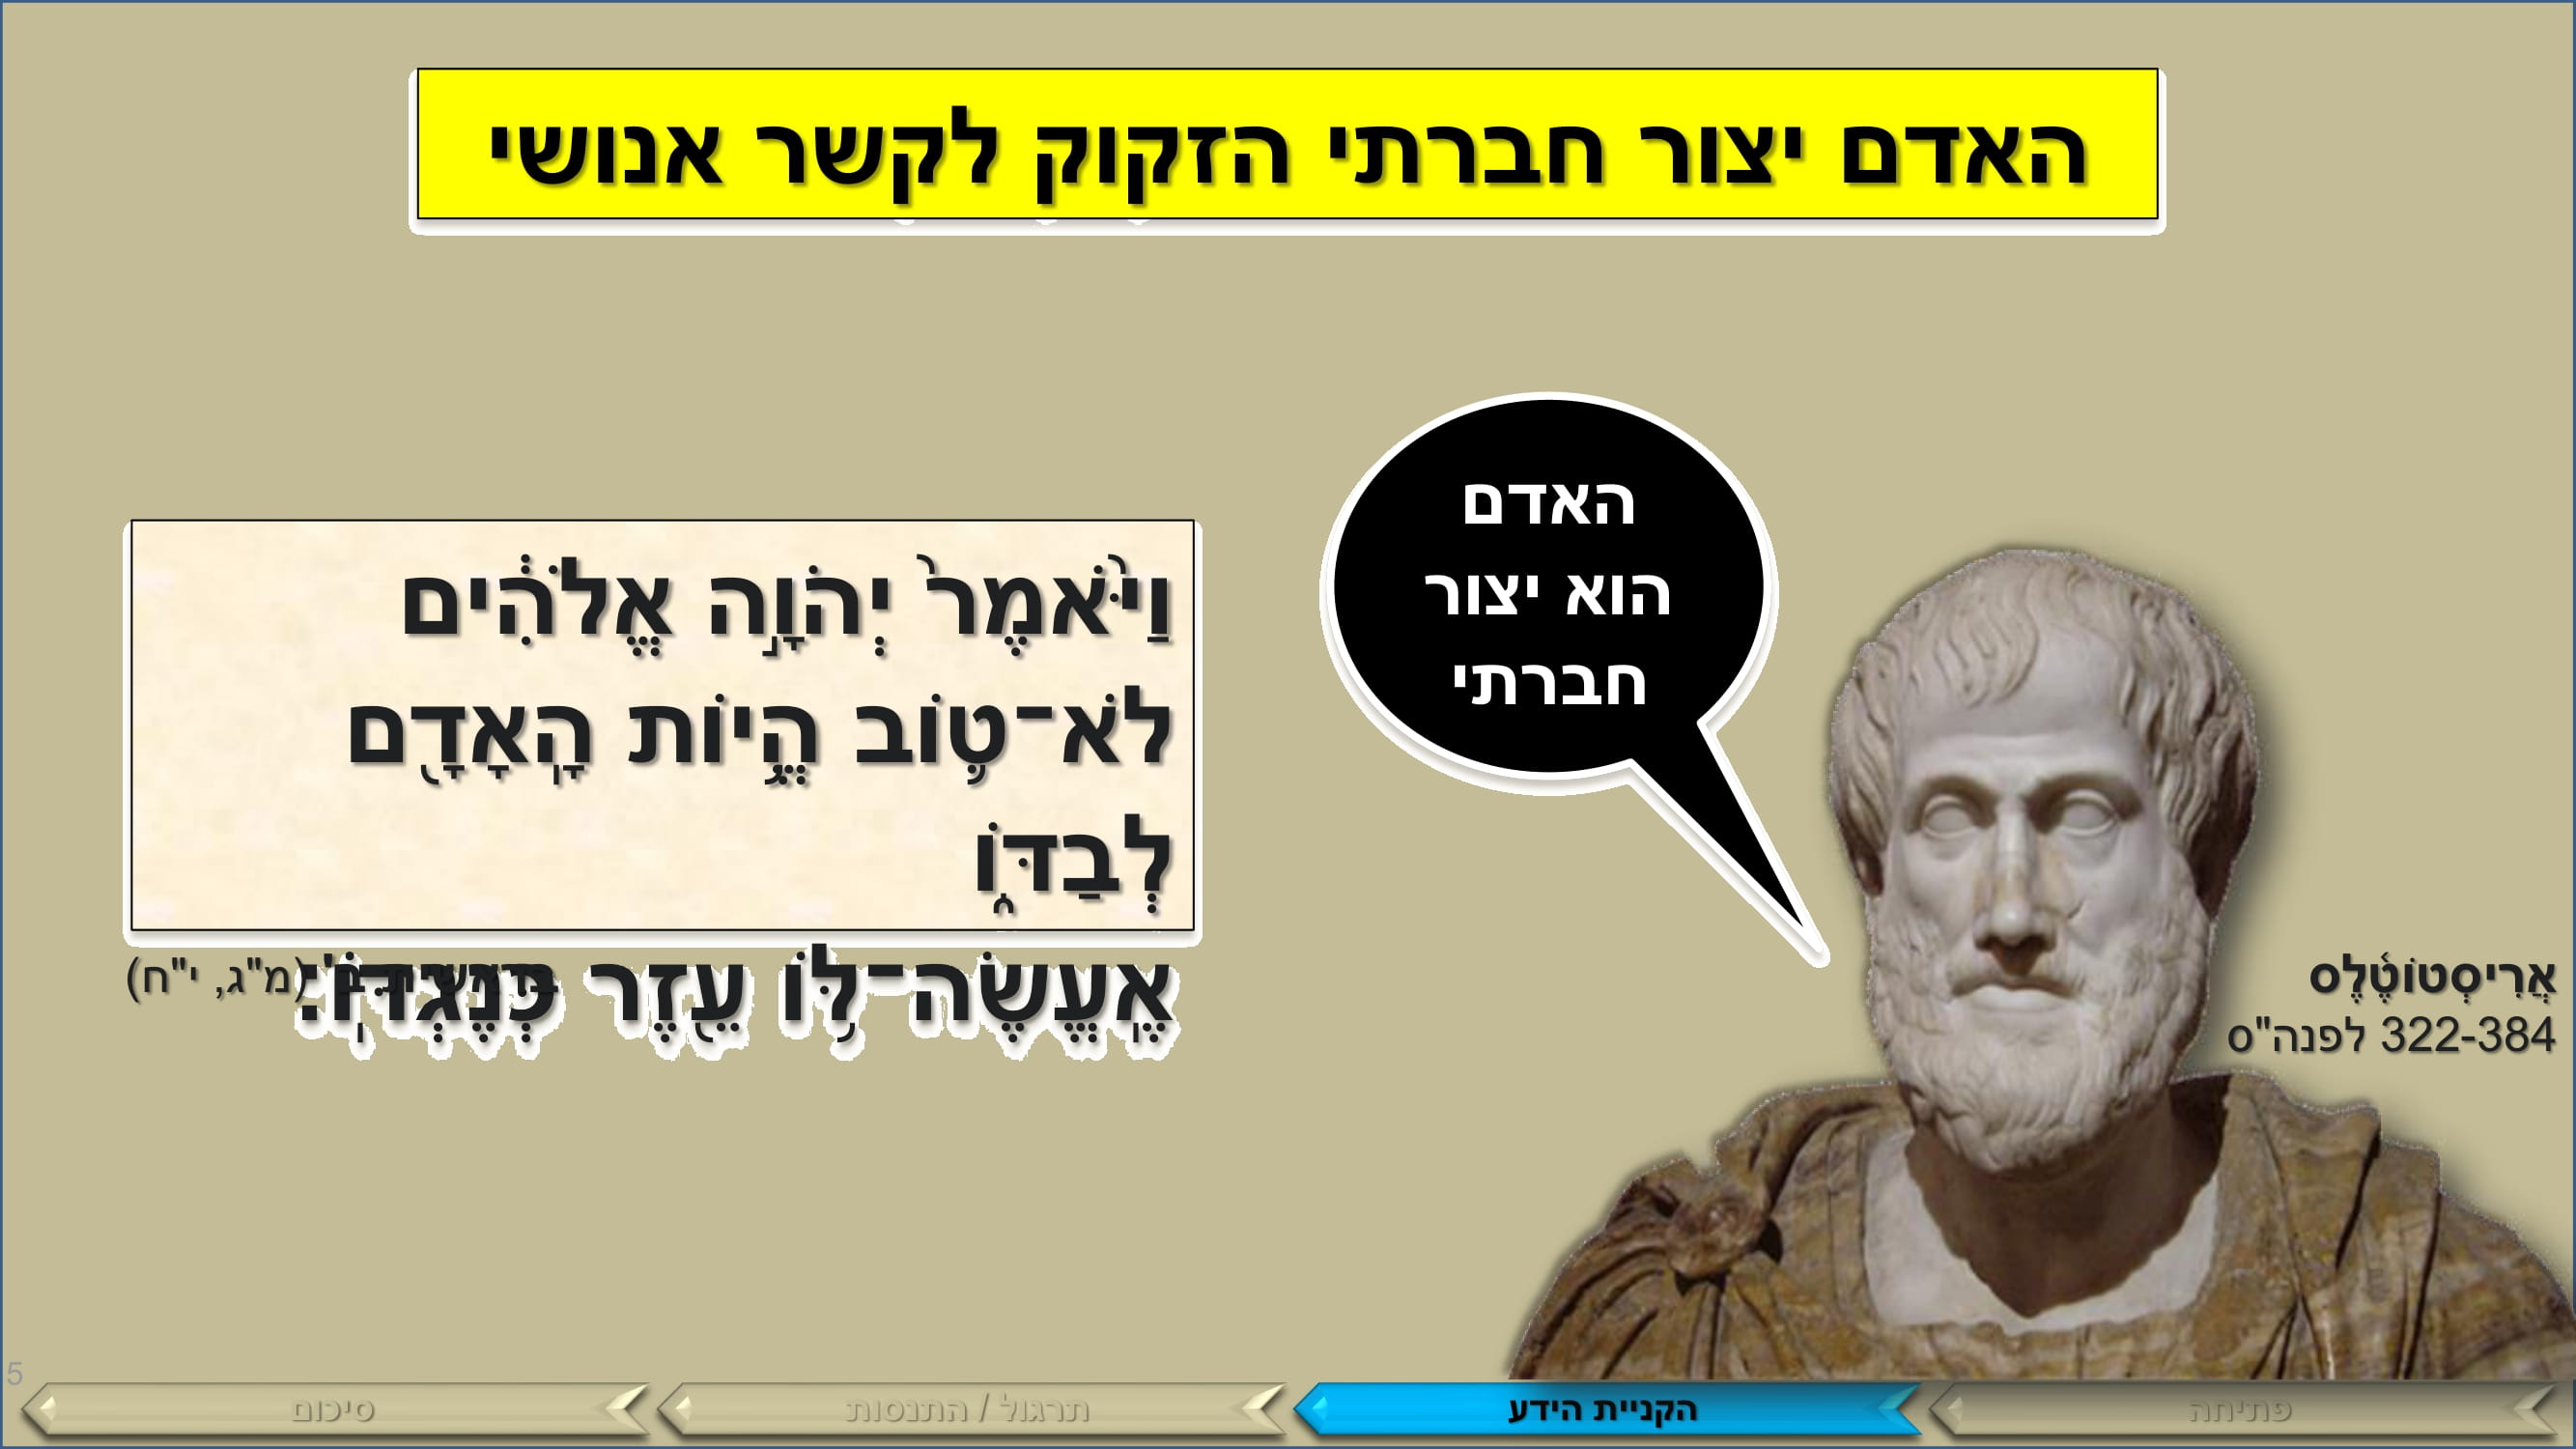 האדם יצור חברתי הזקוק לקשר אנושי
האדם
הוא יצור
חברתי
וַיֹּ֙אמֶר֙ יְהֹוָ֣ה אֱלֹהִ֔ים
לֹא־ט֛וֹב הֱי֥וֹת הָֽאָדָ֖ם
לְבַדּ֑וֹ
אֶֽעֱשֶׂה־לּ֥וֹ עֵ֖זֶר כְּנֶגְדּֽוֹ׃
בראשית ב' (מ"ג, י"ח)
אֲרִיסְטוֹטֶ֫לֶס
322-384 לפנה"ס
5
פתיחה
הקניית הידע
תרגול / התנסות
סיכום